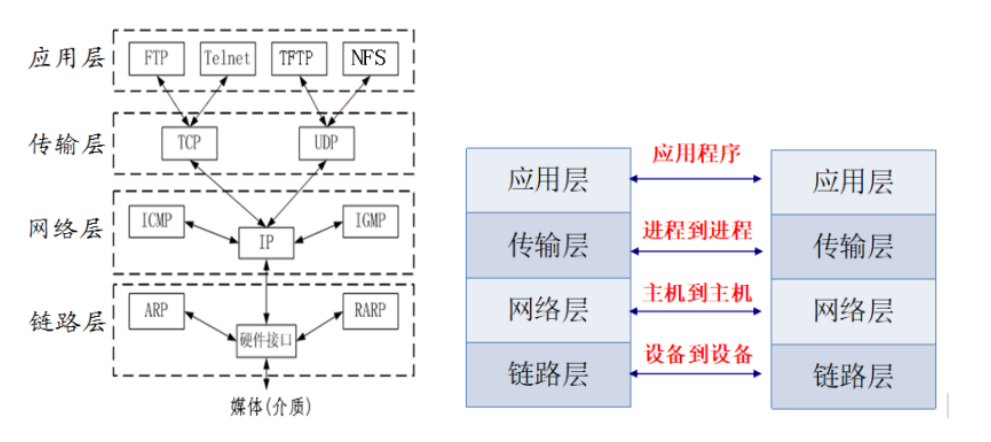 应用层
FTP
Telnet
TFTP
NFS
传输层
TCP
UDP
网络层
ICMP
IP
IGMP
链路层
ARP
硬件接口
RARP
媒体(介质)
应用层
应用程序
应用层
传输层
进程到进程
传输层
网络层
主机到主机
网络层
链路层
设备到设备
链路层